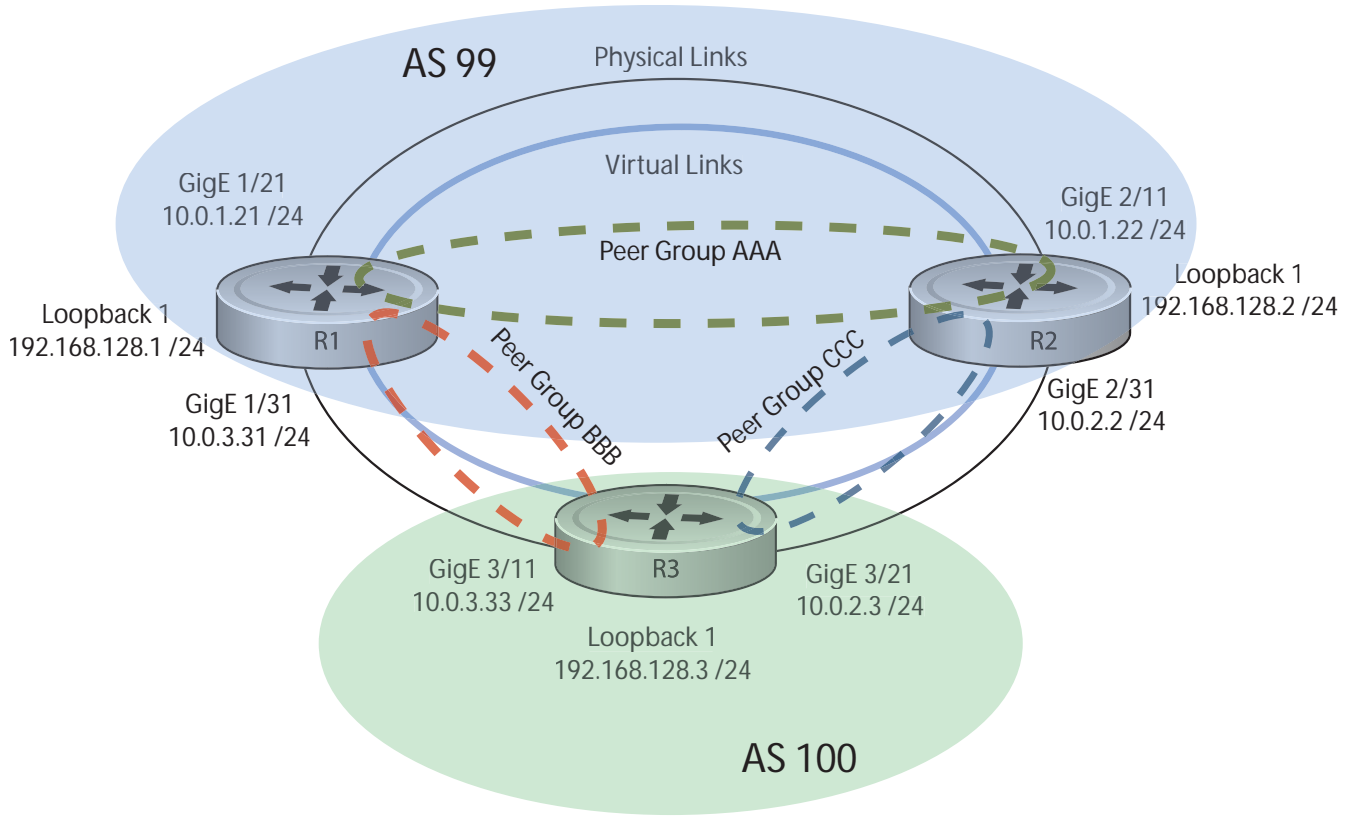 AS 99
Physical Links
Virtual Links
GigE 1/21
10.0.1.21 /24
GigE 2/11
10.0.1.22 /24
Peer Group AAA
Loopback 1
192.168.128.1 /24
R1
Loopback 1
192.168.128.2 /24
R2
Peer Group BBB
Peer Group CCC
GigE 1/31
10.0.3.31 /24
GigE 2/31
10.0.2.2 /24
GigE 3/11
10.0.3.33 /24
R3
GigE 3/21
10.0.2.3 /24
Loopback 1
192.168.128.3 /24
AS 100